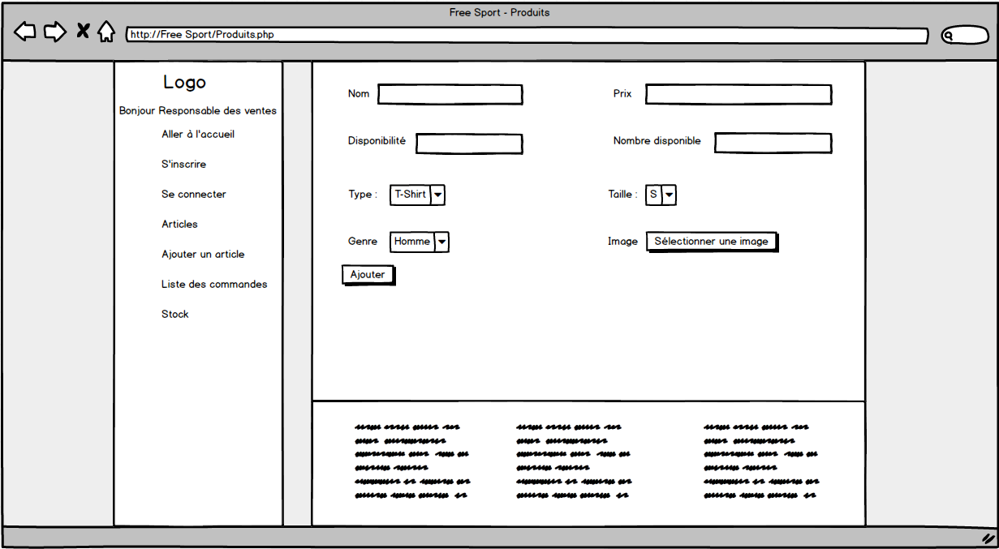 Free Sport - Produits
http://Free Sport/Produits.php
Logo
Bonjour Responsable des ventes
Aller à l'accueil
S'inscrire
Se connecter
Articles
Ajouter un article
Liste des commandes
Stock
Nom
Prix
Disponibilité
Nombre disponible
Type : T-Shirt
Taille : S
Genre Homme
Image Sélectionner une image
Ajouter